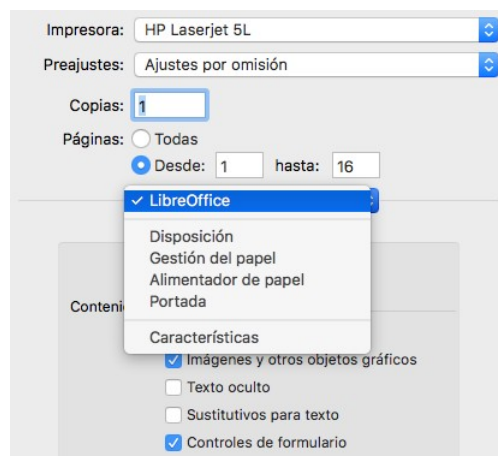 Impresora: HP Laserjet 5L
Preajustes: Ajustes por omisión
Copias: 1
Páginas: Todas
Desde: 1 hasta: 16
✓ LibreOffice
Disposición
Gestión del papel
Alimentador de papel
Portada
Conteni
Características
Imágenes y otros objetos gráficos
Texto oculto
Sustitutivos para texto
Controles de formulario